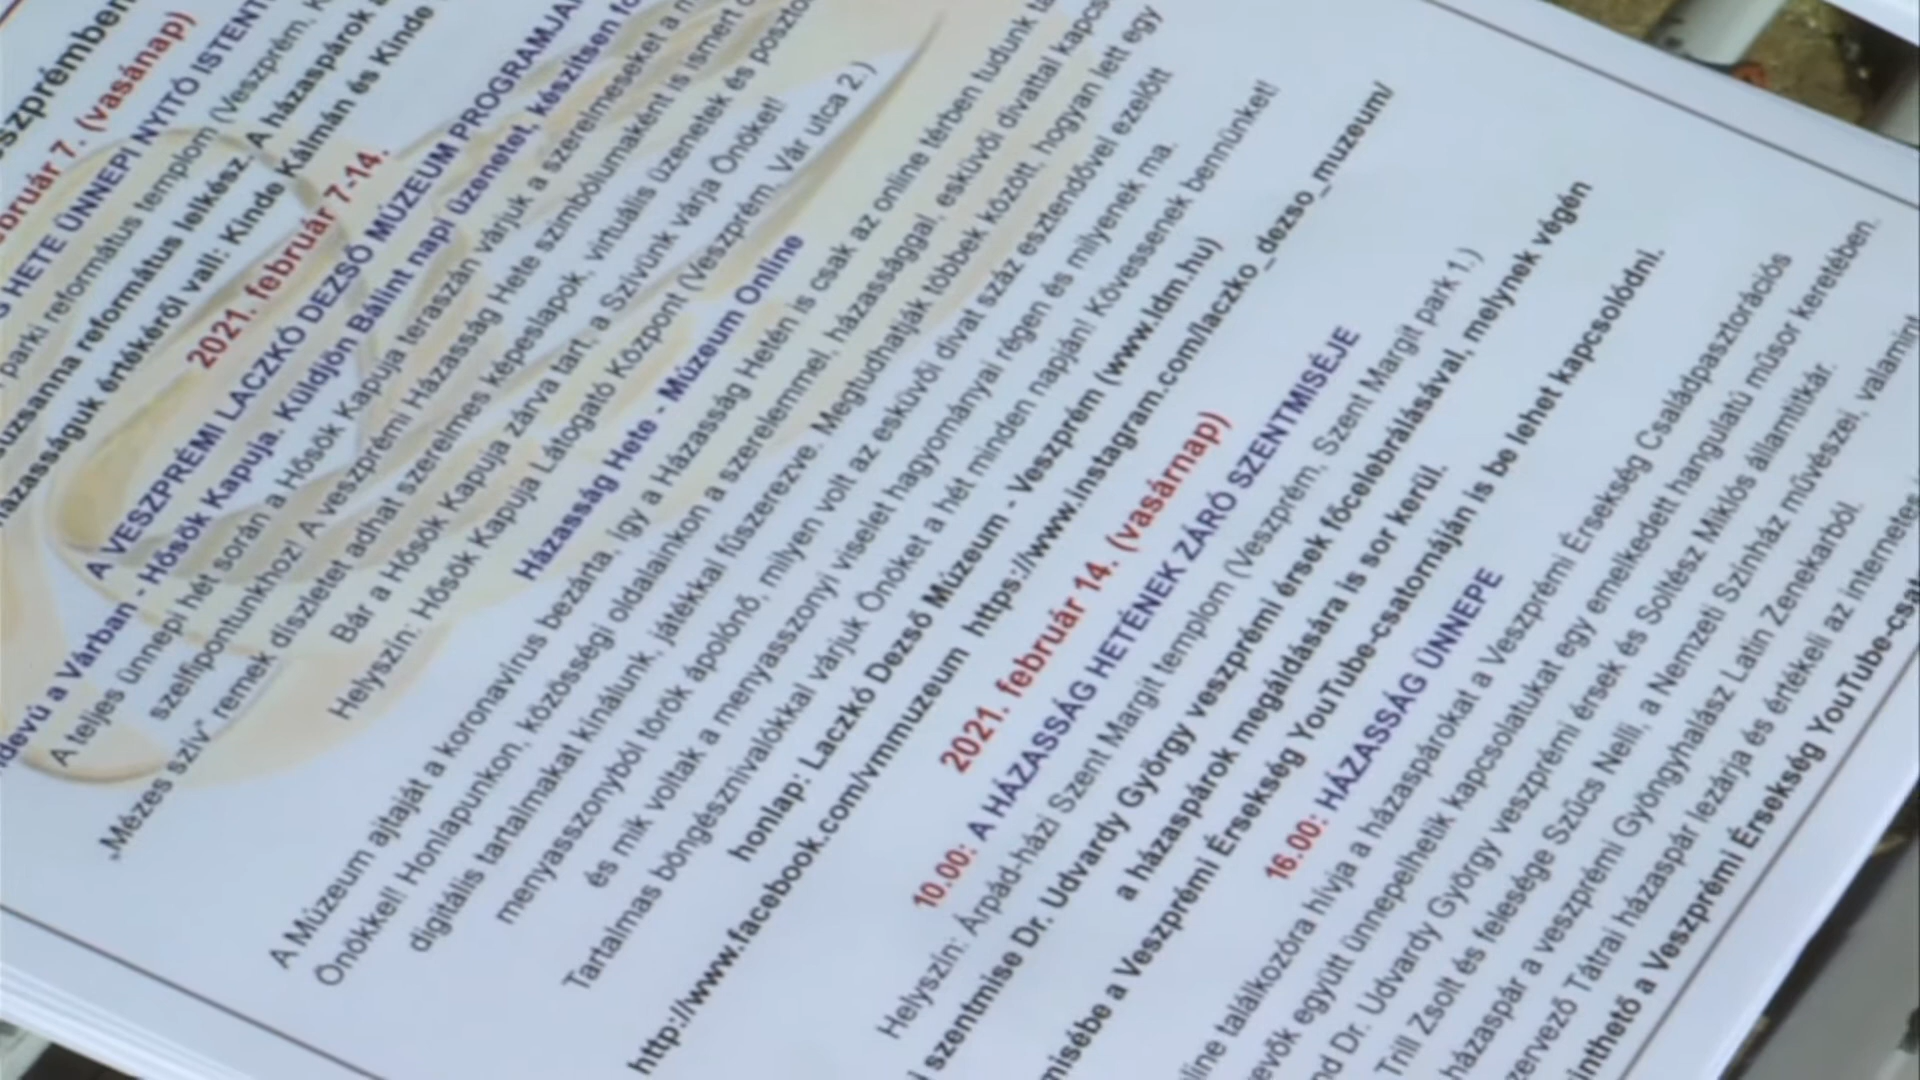 február 7. (vasárnap)
HETE ÜNNEPI NYITÓ ISTENT
parki református templom (Veszprém,
Zsuzsanna református lelkész. A házaspárok
házasságuk értékéről vall: Kinde Kálmán és Kinde
2021. február 7-14.
A VESZPRÉMI LACZKÓ DEZSŐ MÚZEUM PROGRAMJAI
a Várban - Hősök Kapuja. Küldjön Bálint napi üzenetet, készítsen
A teljes ünnepi hét során a Hősök Kapuja teraszán várjuk a szerelmeseket a
szelfipontunkhoz! A veszprémi Házasság Hete szimbólumaként is ismert
„Mézes szív” remek díszletet adhat szerelmes képeslapok, virtuális üzenetek és
Bár a Hősök Kapuja zárva tart, a Szívünk várja Önöket!
Helyszín: Hősök Kapuja Látogató Központ (Veszprém, Vár utca 2.)
Házasság Hete - Múzeum Online
A Múzeum ajtaját a koronavírus bezárta, így a Házasság Hetén is csak az online térben tudunk
Önökkel! Honlapunkon, közösségi oldalainkon a szerelemmel, házassággal, esküvői divattal
digitális tartalmakat kínálunk, játékkal fűszerezve. Megtudhatják többek között, hogyan lett egy
menyasszonyból török ápolónő, milyen volt az esküvői divat száz esztendővel ezelőtt
és mik voltak a menyasszonyi viselet hagyományai régen és milyenek ma.
Tartalmas böngésznivalókkal várjuk Önöket a hét minden napján! Kövessenek bennünket!
honlap: Laczkó Dezső Múzeum - Veszprém (www.ldm.hu)
http://www.facebook.com/vmmuzeum https://www.instagram.com/laczko_dezso_muzeum/
2021. február 14. (vasárnap)
10.00: A HÁZASSÁG HETÉNEK ZÁRÓ SZENTMISÉJE
Helyszín: Árpád-házi Szent Margit templom (Veszprém, Szent Margit park 1.)
szentmise Dr. Udvardy György veszprémi érsek főcelebrálásával, melynek végén
a házaspárok megáldására is sor kerül.
misébe a Veszprémi Érsekség YouTube-csatornáján is be lehet kapcsolódni.
16.00: HÁZASSÁG ÜNNEPE
online találkozóra hívja a házaspárokat a Veszprémi Érsekség Családpasztorációs
együtt ünnepelhetik kapcsolatukat egy emelkedett hangulatú műsor keretében.
Dr. Udvardy György veszprémi érsek és Soltész Miklós államtitkár.
Trill Zsolt és felesége Szűcs Nelli, a Nemzeti Színház művészei, valamint
házaspár a veszprémi Gyöngyhalász Latin Zenekarból.
szervező Tátrai házaspár lezárja és értékeli az internetes
a Veszprémi Érsekség YouTube-